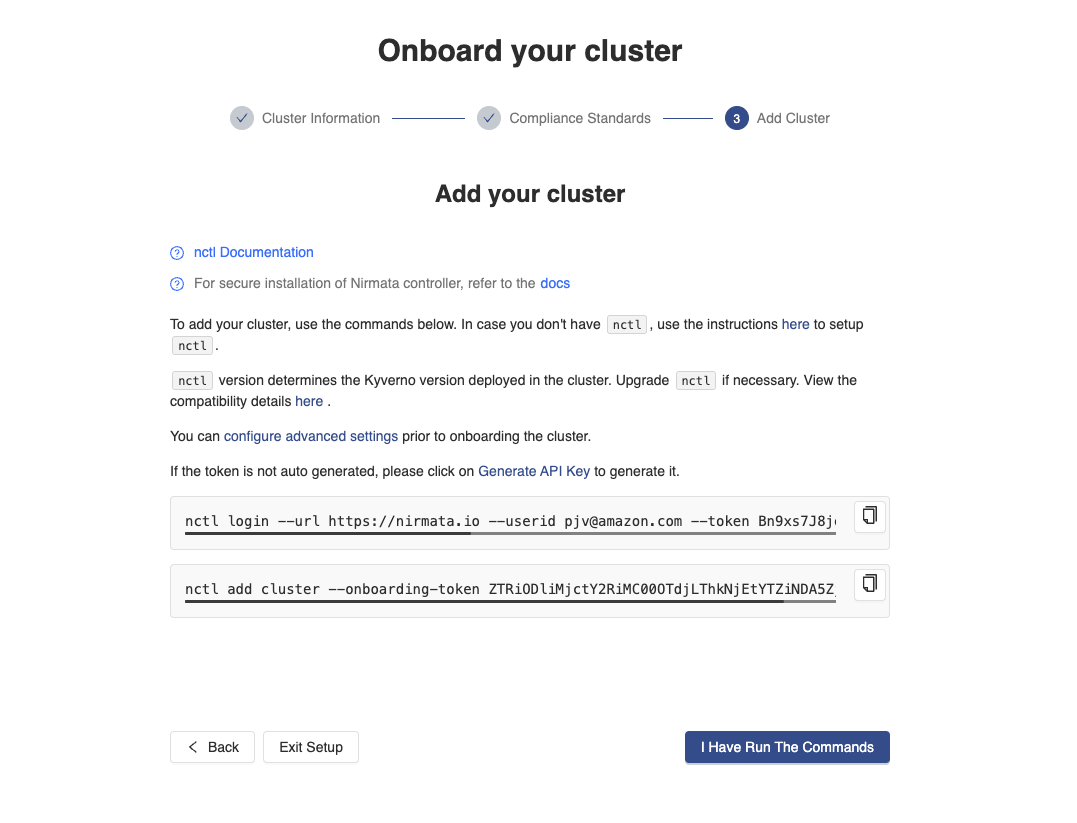 Onboard your cluster
Cluster Information
Compliance Standards
3 Add Cluster
Add your cluster
nctl Documentation
For secure installation of Nirmata controller, refer to the docs
To add your cluster, use the commands below. In case you don't have nctl , use the instructions here to setup
nctl .
nctl version determines the Kyverno version deployed in the cluster. Upgrade nctl if necessary. View the
compatibility details here .
You can configure advanced settings prior to onboarding the cluster.
If the token is not auto generated, please click on Generate API Key to generate it.
nctl login --url https://nirmata.io --userid pjv@amazon.com --token Bn9xs7J8j
nctl add cluster --onboarding-token ZTRiODliMjctY2RiMC00OTdjLThkNjEtYTZiNDA5Z
Back
Exit Setup
I Have Run The Commands